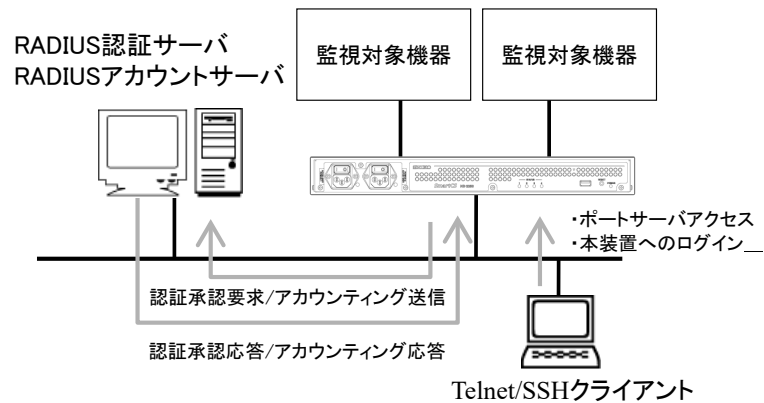 RADIUS認証サーバ
RADIUSアカウントサーバ
監視対象機器
監視対象機器
・ポートサーバアクセス
・本装置へのログイン
認証承認要求/アカウンティング送信
認証承認応答/アカウンティング応答
Telnet/SSHクライアント